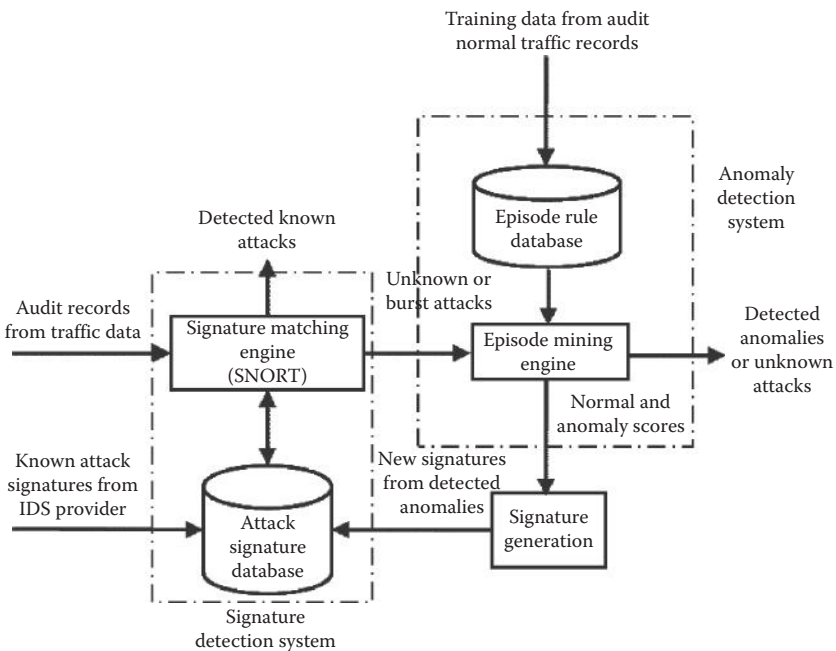 Training data from audit
normal traffic records
Anomaly
detection
system
Episode rule
database
Detected known
attacks
Unknown or
burst attacks
Audit records
from traffic data
Signature matching
engine
(SNORT)
Episode mining
engine
Detected
anomalies
or unknown
attacks
Normal and
anomaly scores
Known attack
signatures from
IDS provider
New signatures
from detected
anomalies
Attack
signature
database
Signature
generation
Signature
detection system